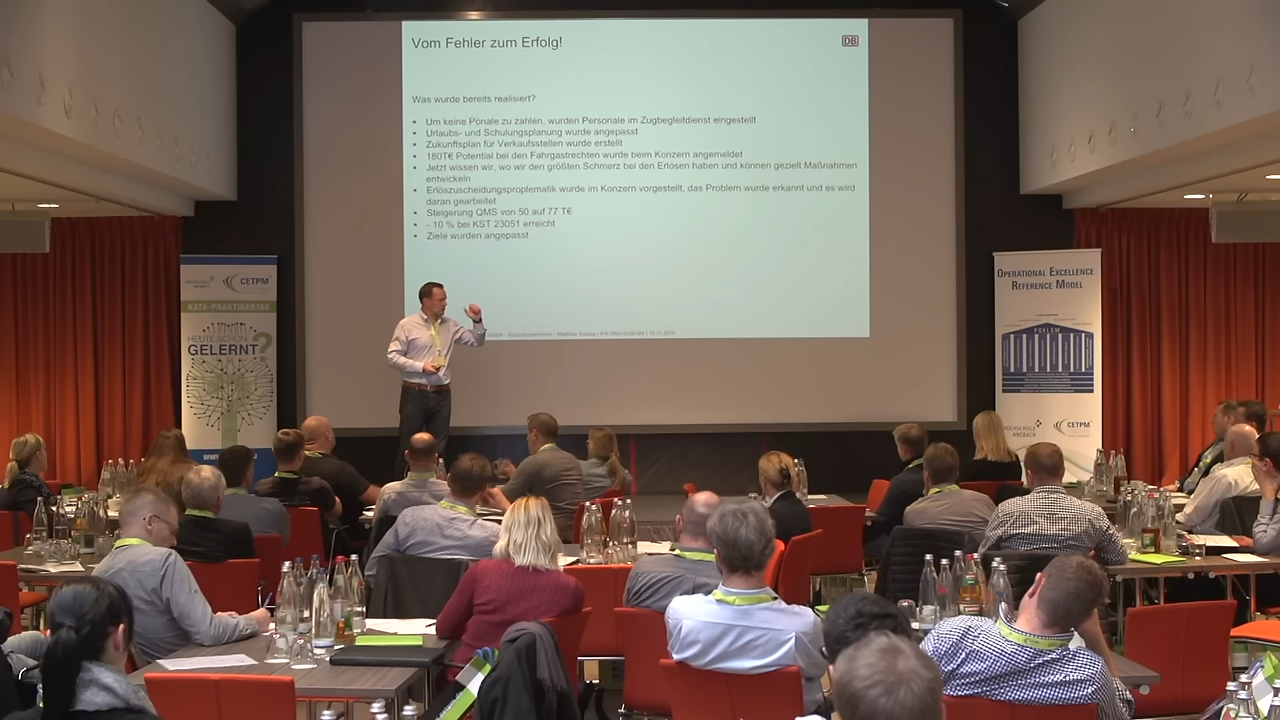 Vom Fehler zum Erfolg!
DB
Was wurde bereits realisiert?
Um keine Pönale zu zahlen, wurden Personale im Zugbegleitdienst eingestellt
Urlaubs- und Schulungsplanung wurde angepasst
Zukunftsplan für Verkaufsstellen wurde erstellt
180T€ Potential bei den Fahrgastrechten wurde beim Konzern angemeldet
Jetzt wissen wir, wo wir den größten Schmerz bei den Erlösen haben und können gezielt Maßnahmen
entwickeln
Erlöszuscheidungsproplematik wurde im Konzern vorgestellt, das Problem wurde erkannt und es wird
daran gearbeitet
Steigerung QMS von 50 auf 77 T€
- 10 % bei KST 23051 erreicht
Ziele wurden angepasst
HOCHSCHULE
ANSBACH
CETPM
KATA-PRAKTIKERTAG
HEUTE SCHON
GELERNT?
OPERATIONAL EXCELLENCE
REFERENCE MODEL
HOCHSCHULE
ANSBACH
CETPM